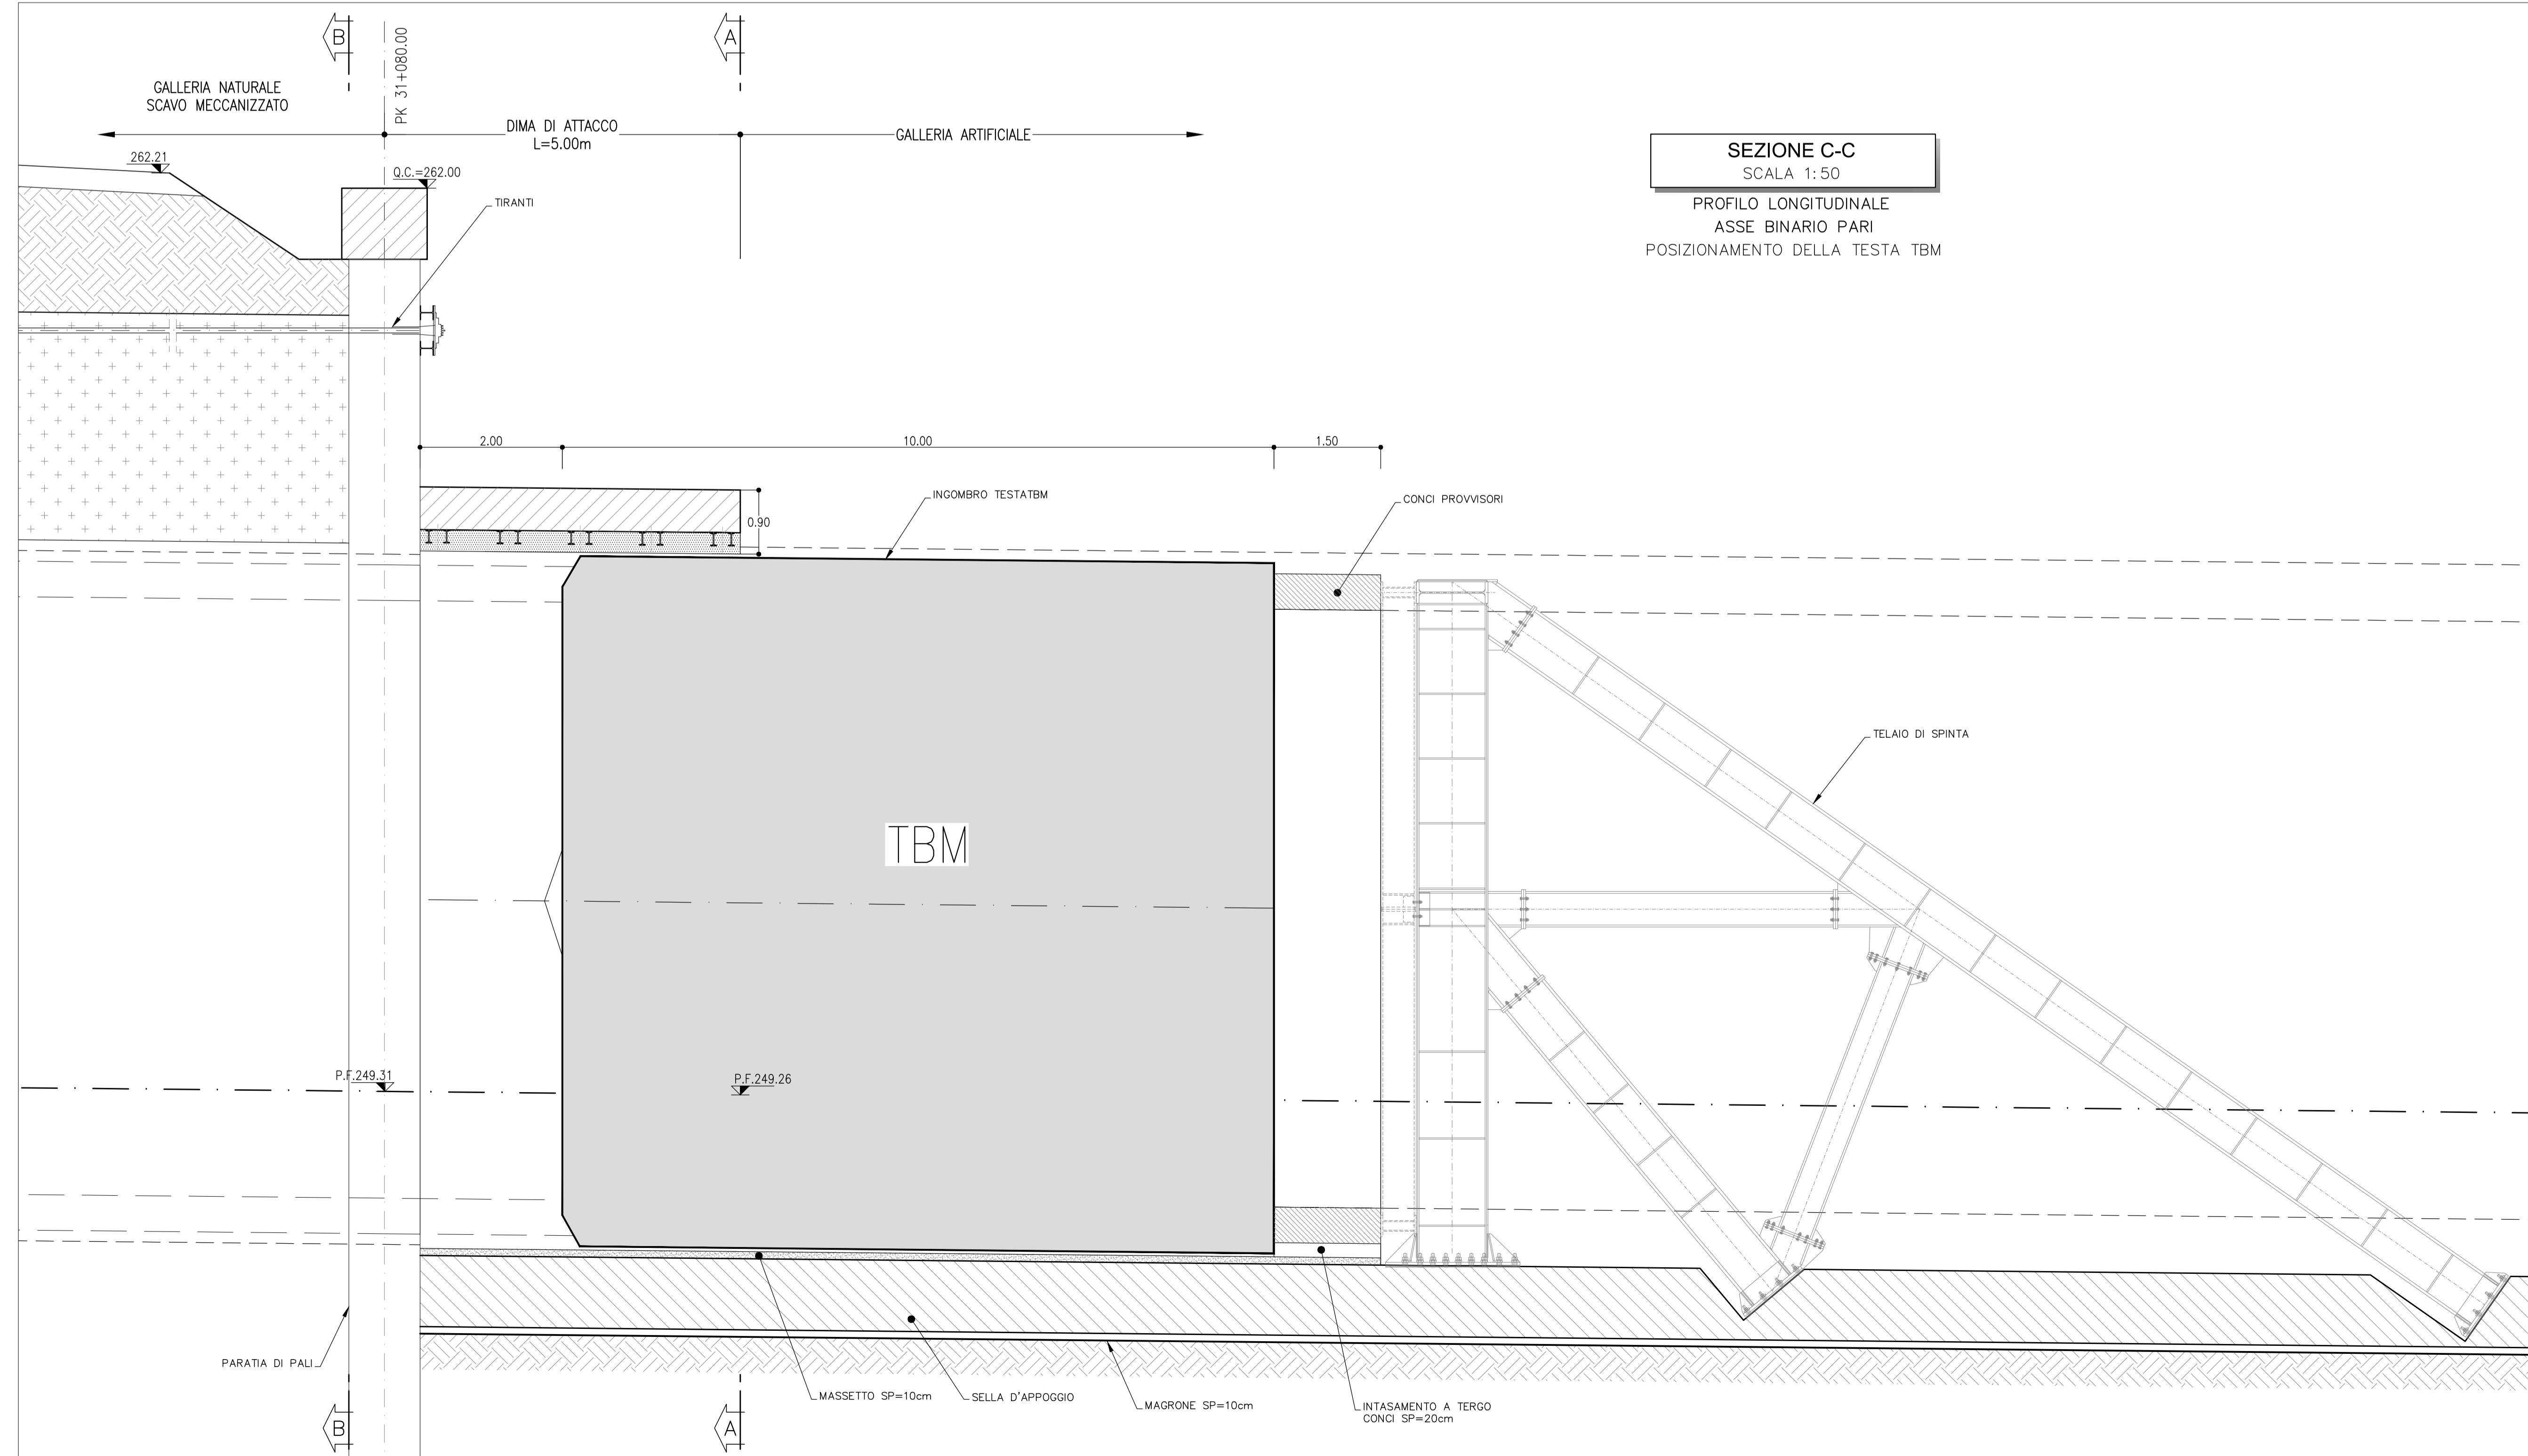 B
A
PK 31+080.00
GALLERIA NATURALE
SCAVO MECCANIZZATO
DIMA DI ATTACCO
L=5.00m
GALLERIA ARTIFICIALE
SEZIONE C-C
SCALA 1:50
PROFILO LONGITUDINALE
ASSE BINARIO PARI
POSIZIONAMENTO DELLA TESTA TBM
262.21
Q.C.=262.00
TIRANTI
2.00
10.00
1.50
INGOMBRO TESTATBM
CONCI PROVVISORI
0.90
TELAIO DI SPINTA
TBM
P.F.249.31
P.F.249.26
PARATIA DI PALI
MASSETTO SP=10cm
SELLA D'APPOGGIO
MAGRONE SP=10cm
INTASAMENTO A TERGO
CONCI SP=20cm
B
A